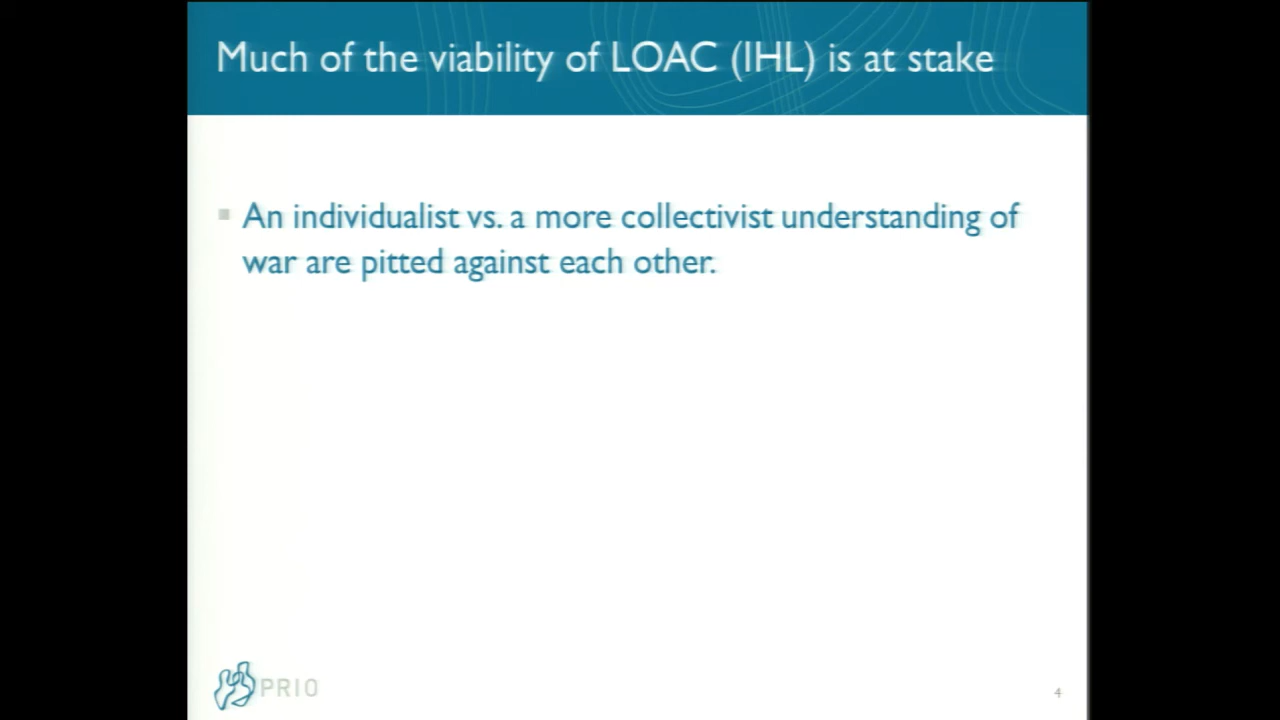 Much of the viability of LOAC (IHL) is at stake
An individualist vs. a more collectivist understanding of
war are pitted against each other.
PRIO
4